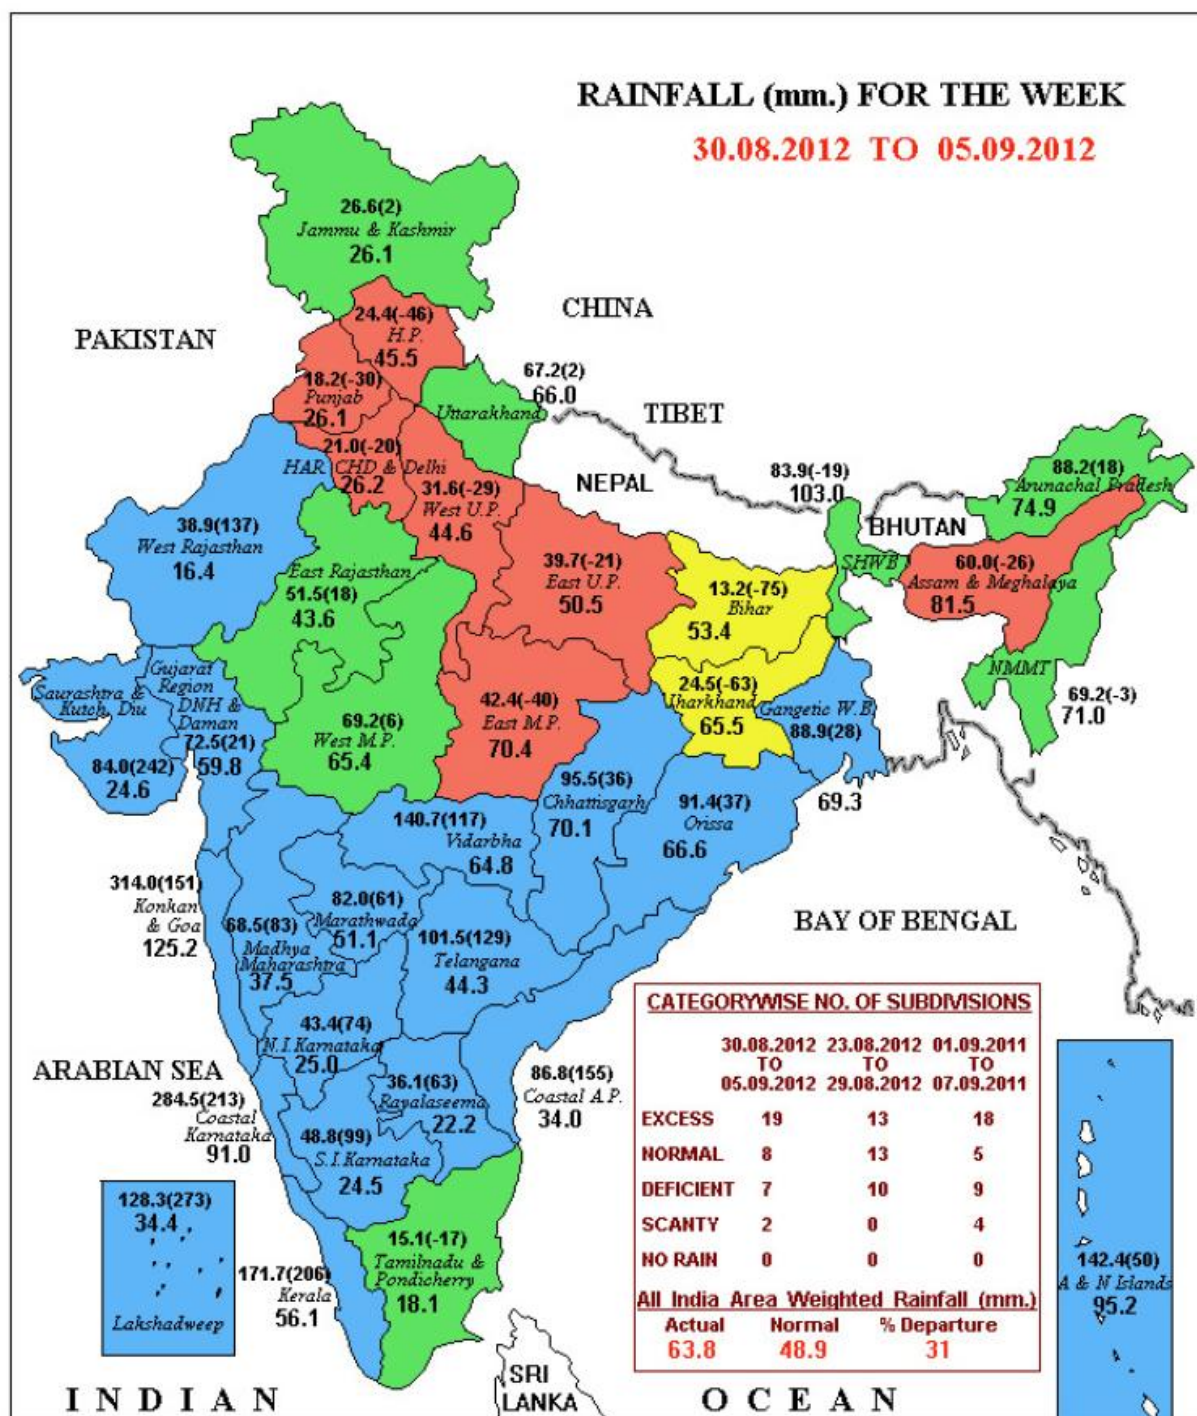 RAINFALL (mm.) FOR THE WEEK
30.08.2012 TO 05.09.2012
26.6(2)
Jammu & Kashmir
26.1
CHINA
PAKISTAN
24.4(-46)
H.P.
45.5
18.2(-30)
Punjab
26.1
67.2(2)
66.0
Uttarakhand
TIBET
21.0(-20)
HAR. CHD & Delhi
26.2
31.6(-29)
West U.P.
44.6
NEPAL
83.9(-19)
103.0
SHWB
BHUTAN
88.2(18)
Arunachal Pradesh
74.9
38.9(137)
West Rajasthan
16.4
East Rajasthan
51.5(18)
43.6
39.7(-21)
East U.P.
50.5
13.2(-75)
Bihar
53.4
60.0(-26)
Assam & Meghalaya
81.5
NMMT
69.2(-3)
71.0
Saurashtra &
Kutch, Diu
84.0(242)
24.6
Gujarat
Region
DNH &
Daman
72.5(21)
59.8
69.2(6)
West M.P.
65.4
42.4(-40)
East M.P.
70.4
24.5(-63)
Jharkhand
65.5
Gangetic W.B.
88.9(28)
69.3
95.5(36)
Chhattisgarh
70.1
91.4(37)
Orissa
66.6
140.7(117)
Vidarbha
64.8
314.0(151)
Konkan
& Goa
125.2
68.5(83)
Madhya
Maharashtra
37.5
82.0(61)
Marathwada
51.1
101.5(129)
Telangana
44.3
BAY OF BENGAL
43.4(74)
N.I.Karnataka
25.0
ARABIAN SEA
284.5(213)
Coastal
Karnataka
91.0
36.1(63)
Rayalaseema
22.2
86.8(155)
Coastal A.P.
34.0
48.8(99)
S.I.Karnataka
24.5
128.3(273)
34.4
Lakshadweep
171.7(206)
Kerala
56.1
15.1(-17)
Tamilnadu &
Pondicherry
18.1
CATEGORYWISE NO. OF SUBDIVISIONS
30.08.2012 23.08.2012 01.09.2011
TO TO TO
05.09.2012 29.08.2012 07.09.2011
EXCESS 19 13 18
NORMAL 8 13 5
DEFICIENT 7 10 9
SCANTY 2 0 4
NO RAIN 0 0 0
All India Area Weighted Rainfall (mm.)
Actual Normal % Departure
63.8 48.9 31
142.4(50)
A & N Islands
95.2
SRI
LANKA
INDIAN OCEAN